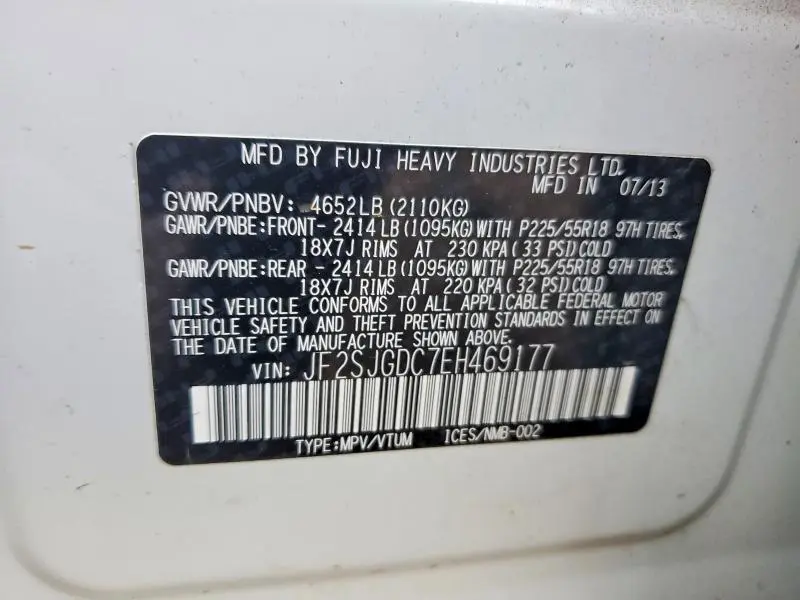 MFD BY FUJI HEAVY INDUSTRIES LTD.
MFD IN 07/13
GVWR/PNBV: 4652LB (2110KG)
GAWR/PNBE:FRONT- 2414 LB (1095KG) WITH P225/55R18 97H TIRES,
18X7J RIMS AT 230 KPA ( 33 PSI) COLD
GAWR/PNBE:REAR - 2414 LB (1095KG) WITH P225/55R18 97H TIRES,
18X7J RIMS AT 220 KPA ( 32 PSI) COLD
THIS VEHICLE CONFORMS TO ALL APPLICABLE FEDERAL MOTOR
VEHICLE SAFETY AND THEFT PREVENTION STANDARDS IN EFFECT ON
THE DATE OF MANUFACTURE SHOWN ABOVE.
VIN: JF2SJGDC7EH469177
TYPE:MPV/VTUM ICES/NMB-002